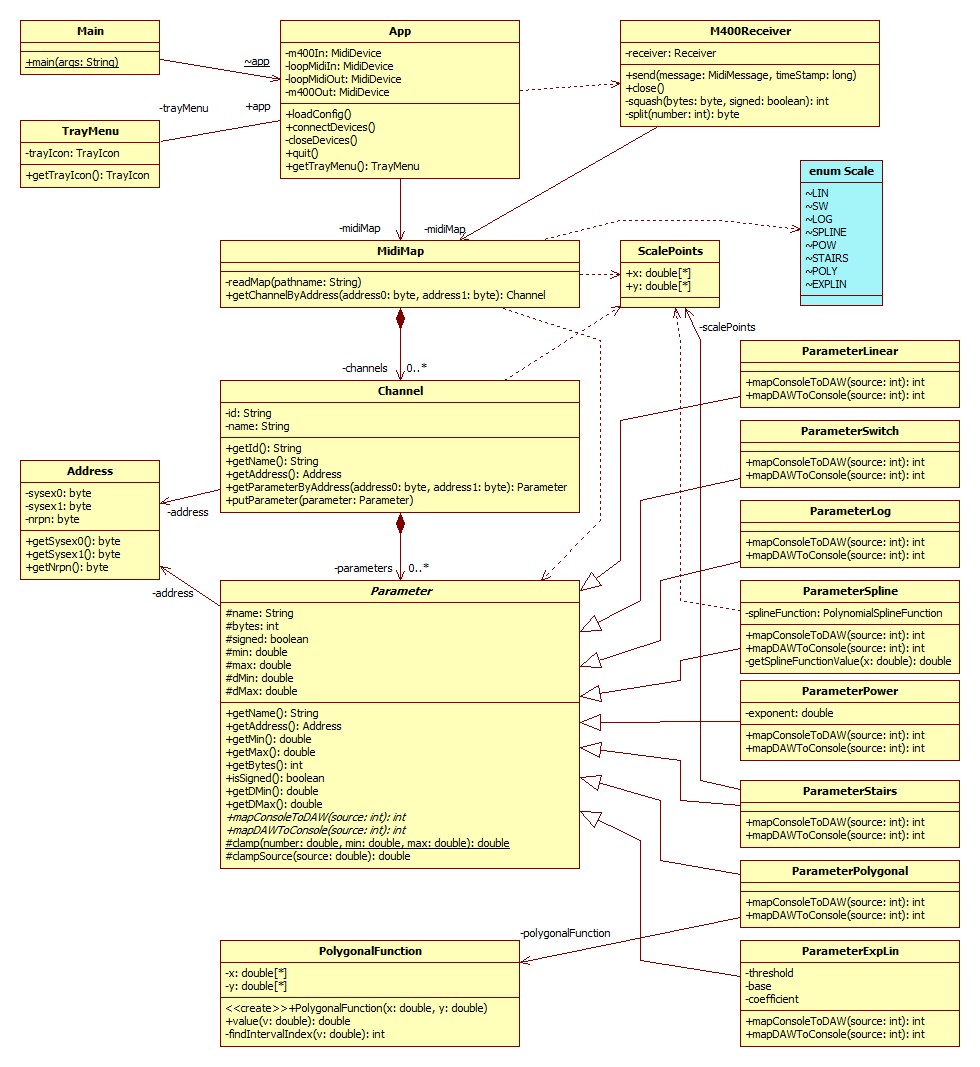 Main
+main(args: String)
~app
-trayMenu
+app
TrayMenu
-trayIcon: TrayIcon
+getTrayIcon(): TrayIcon
App
-m400In: MidiDevice
-loopMidiIn: MidiDevice
-loopMidiOut: MidiDevice
-m400Out: MidiDevice
+loadConfig()
+connectDevices()
-closeDevices()
+quit()
+getTrayMenu(): TrayMenu
M400Receiver
-receiver: Receiver
+send(message: MidiMessage, timeStamp: long)
+close()
-squash(bytes: byte, signed: boolean): int
-split(number: int): byte
enum Scale
~LIN
~SW
~LOG
~SPLINE
~POW
~STAIRS
~POLY
~EXPLIN
-midiMap
-midiMap
MidiMap
-readMap(pathname: String)
+getChannelByAddress(address0: byte, address1: byte): Channel
ScalePoints
+x: double[*]
+y: double[*]
-scalePoints
-channels
0..*
Channel
-id: String
-name: String
+getId(): String
+getName(): String
+getAddress(): Address
+getParameterByAddress(address0: byte, address1: byte): Parameter
+putParameter(parameter: Parameter)
Address
-sysex0: byte
-sysex1: byte
-nrpn: byte
+getSysex0(): byte
+getSysex1(): byte
+getNrpn(): byte
-address
-address
-parameters
0..*
Parameter
#name: String
#bytes: int
#signed: boolean
#min: double
#max: double
#dMin: double
#dMax: double
+getName(): String
+getAddress(): Address
+getMin(): double
+getMax(): double
+getBytes(): int
+isSigned(): boolean
+getDMin(): double
+getDMax(): double
+mapConsoleToDAW(source: int): int
+mapDAWToConsole(source: int): int
#clamp(number: double, min: double, max: double): double
#clampSource(source: double): double
ParameterLinear
+mapConsoleToDAW(source: int): int
+mapDAWToConsole(source: int): int
ParameterSwitch
+mapConsoleToDAW(source: int): int
+mapDAWToConsole(source: int): int
ParameterLog
+mapConsoleToDAW(source: int): int
+mapDAWToConsole(source: int): int
ParameterSpline
-splineFunction: PolynomialSplineFunction
+mapConsoleToDAW(source: int): int
+mapDAWToConsole(source: int): int
-getSplineFunctionValue(x: double): double
ParameterPower
-exponent: double
+mapConsoleToDAW(source: int): int
+mapDAWToConsole(source: int): int
ParameterStairs
+mapConsoleToDAW(source: int): int
+mapDAWToConsole(source: int): int
ParameterPolygonal
+mapConsoleToDAW(source: int): int
+mapDAWToConsole(source: int): int
-polygonalFunction
PolygonalFunction
-x: double[*]
-y: double[*]
<<create>>+PolygonalFunction(x: double, y: double)
+value(v: double): double
-findIntervalIndex(v: double): int
ParameterExpLin
-threshold
-base
-coefficient
+mapConsoleToDAW(source: int): int
+mapDAWToConsole(source: int): int